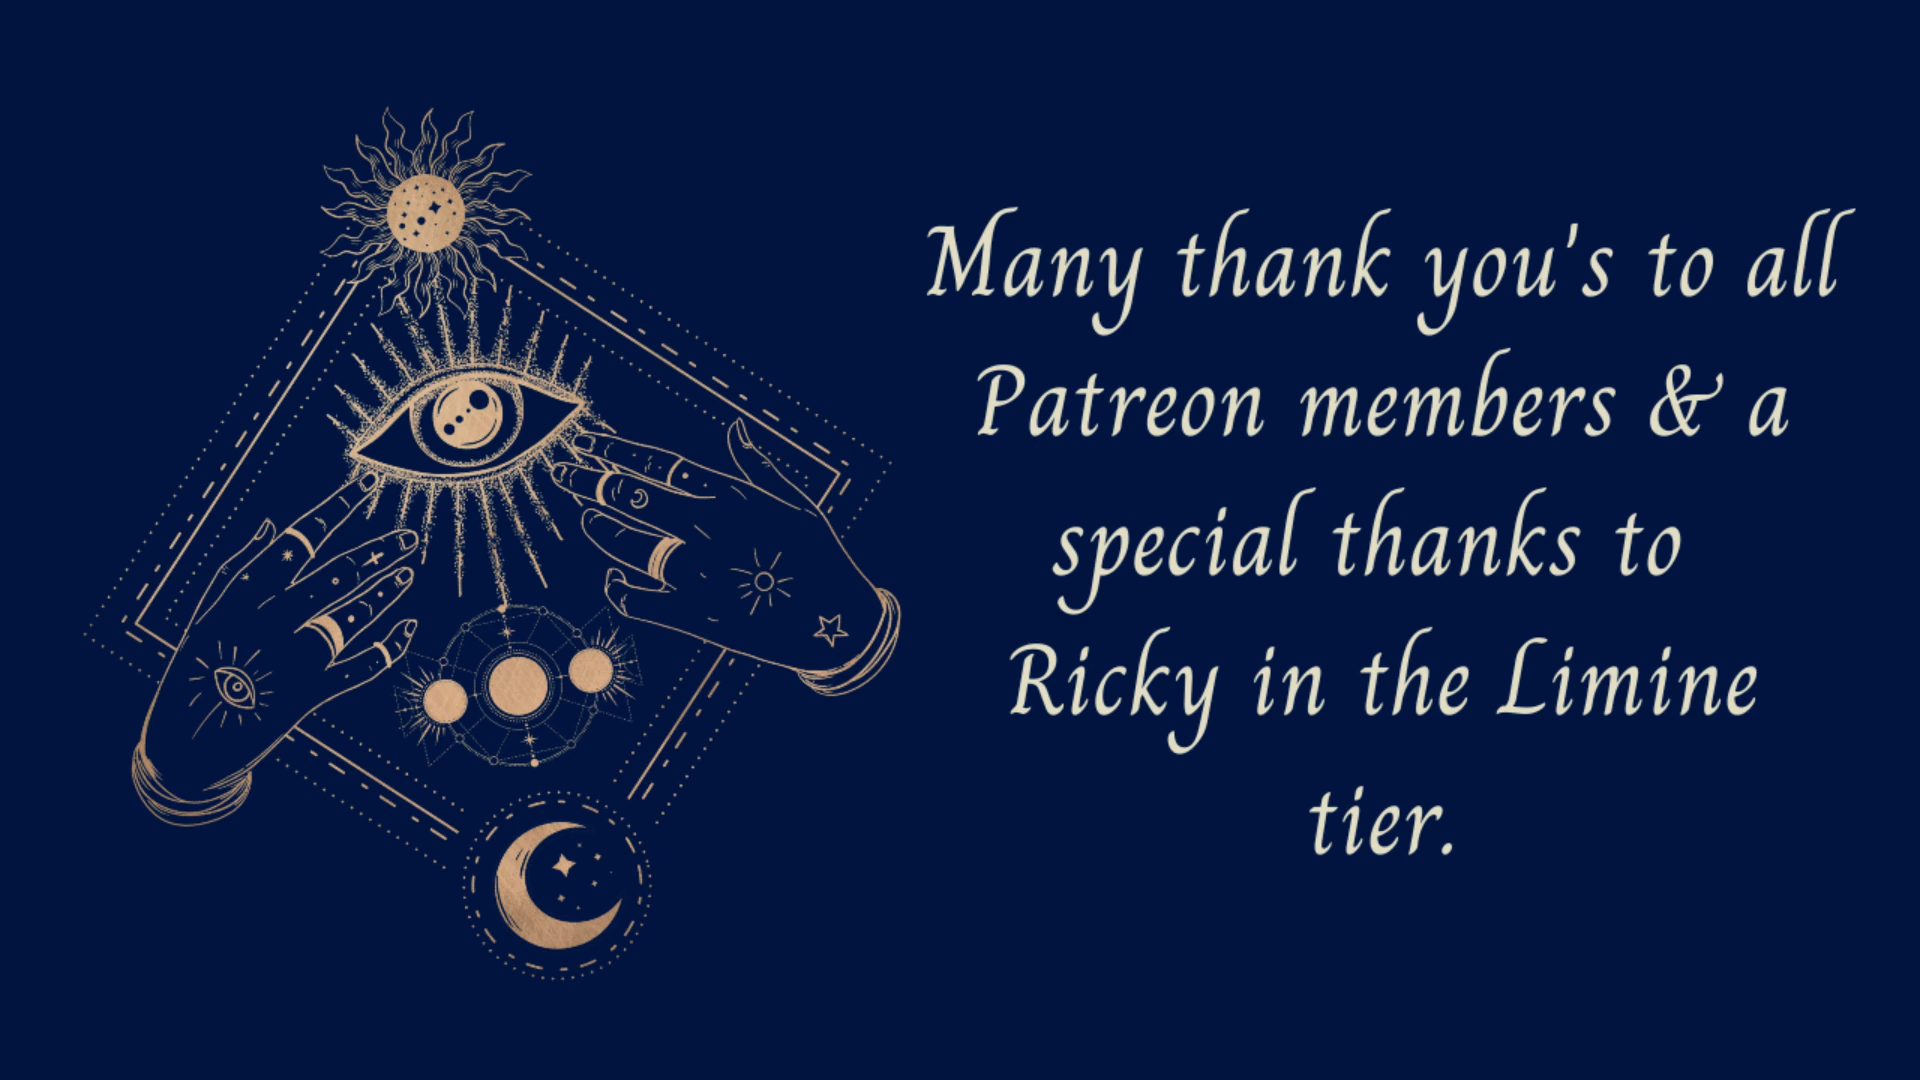 Many thank you's to all
Patreon members & a
special thanks to
Ricky in the Limine
tier.